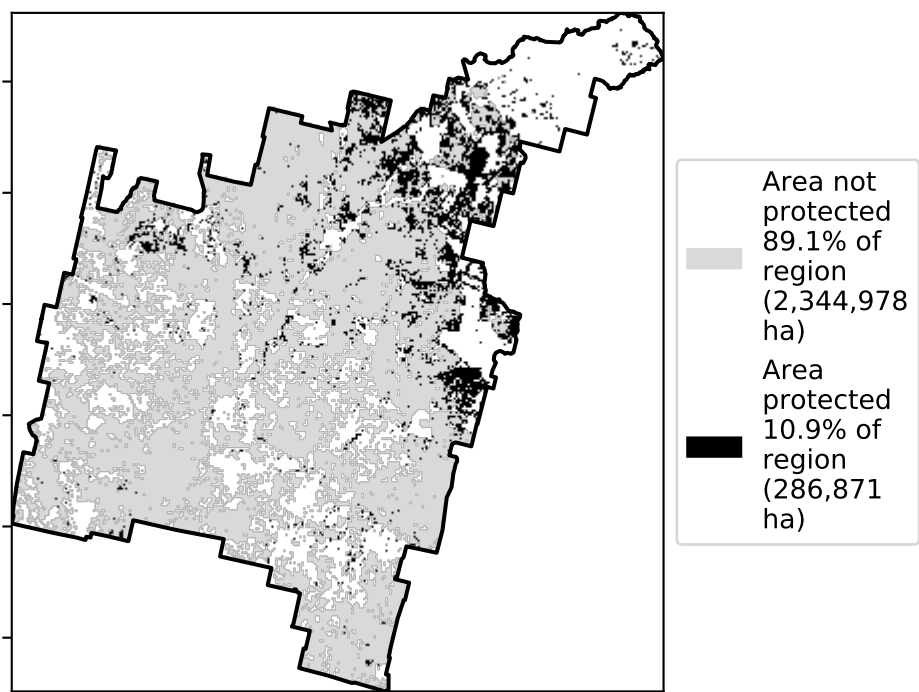 Area not
protected
89.1% of
region
(2,344,978
ha)
Area
protected
10.9% of
region
(286,871
ha)